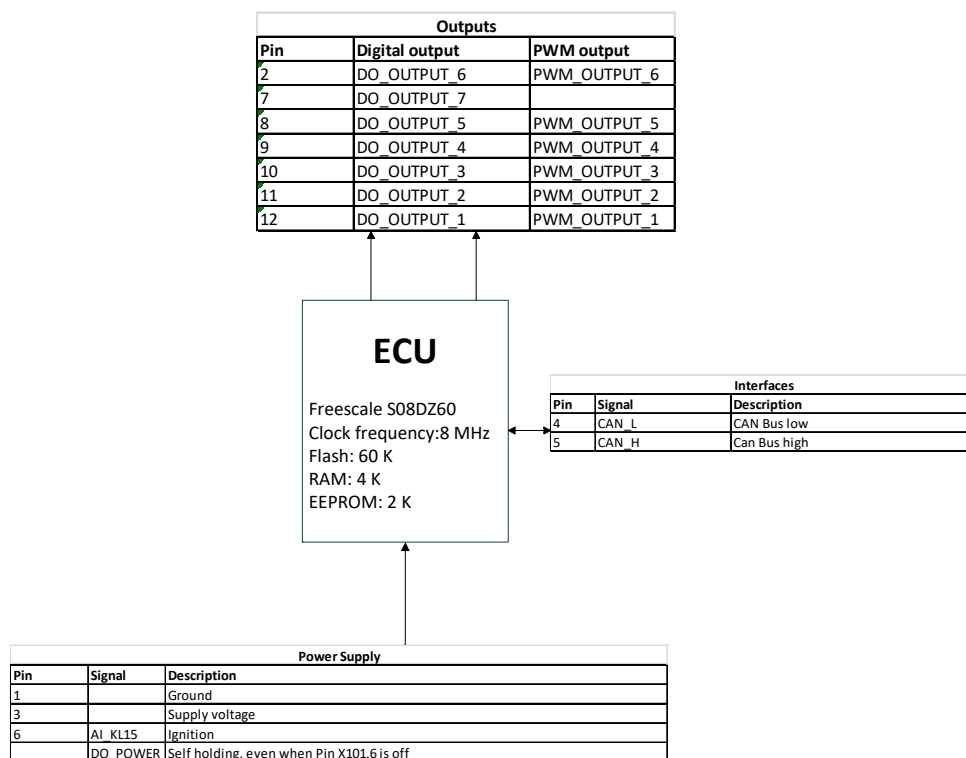 Outputs
Pin Digital output PWM output
2 DO_OUTPUT_6 PWM_OUTPUT_6
7 DO_OUTPUT_7
8 DO_OUTPUT_5 PWM_OUTPUT_5
9 DO_OUTPUT_4 PWM_OUTPUT_4
10 DO_OUTPUT_3 PWM_OUTPUT_3
11 DO_OUTPUT_2 PWM_OUTPUT_2
12 DO_OUTPUT_1 PWM_OUTPUT_1
ECU
Freescale S08DZ60
Clock frequency:8 MHz
Flash: 60 K
RAM: 4 K
EEPROM: 2 K
Interfaces
Pin Signal Description
4 CAN_L CAN Bus low
5 CAN_H Can Bus high
Power Supply
Pin Signal Description
1 Ground
3 Supply voltage
6 AI_KL15 Ignition
DO_POWER Self holding, even when Pin X101.6 is off